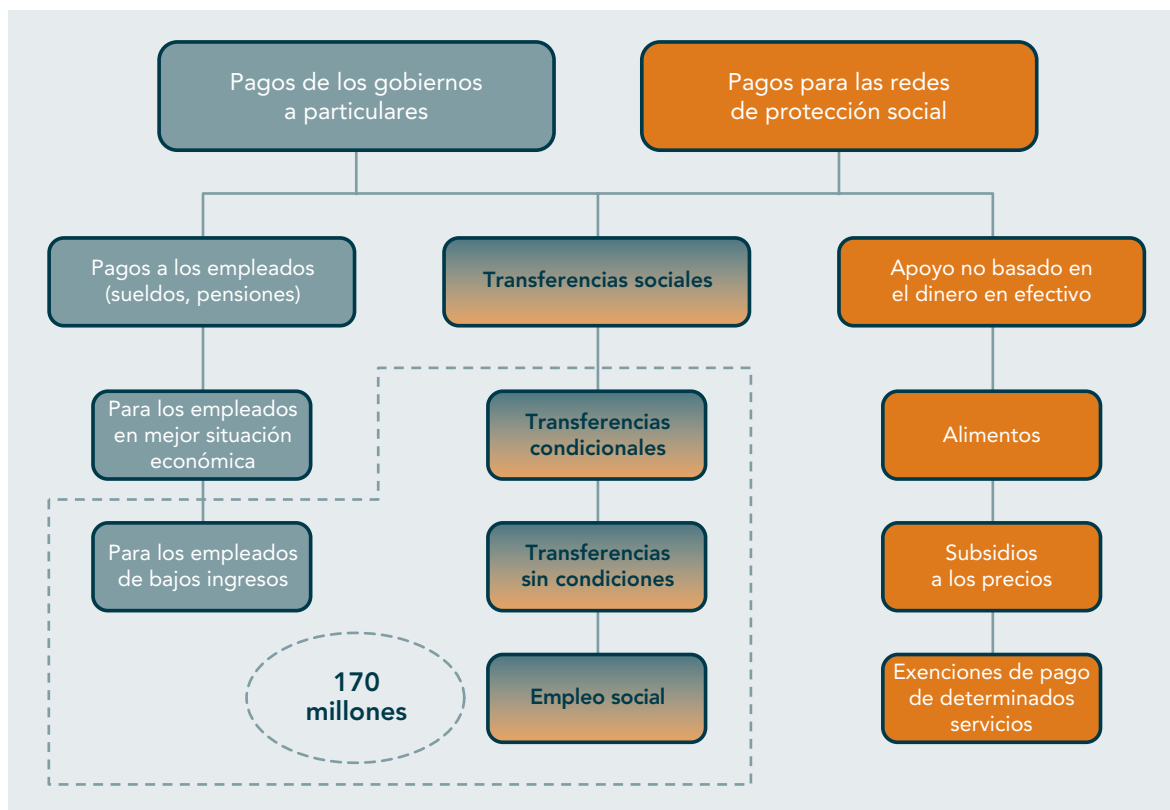 Pagos de los gobiernos
a particulares
Pagos para las redes
de protección social
Pagos a los empleados
(sueldos, pensiones)
Transferencias sociales
Apoyo no basado en
el dinero en efectivo
Para los empleados
en mejor situación
económica
Transferencias
condicionales
Alimentos
Para los empleados
de bajos ingresos
Transferencias
sin condiciones
Subsidios
a los precios
170
millones
Empleo social
Exenciones de pago
de determinados
servicios